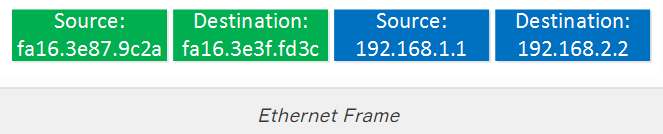 Source:
fa16.3e87.9c2a
Destination:
fa16.3e3f.fd3c
Source:
192.168.1.1
Destination:
192.168.2.2
Ethernet Frame